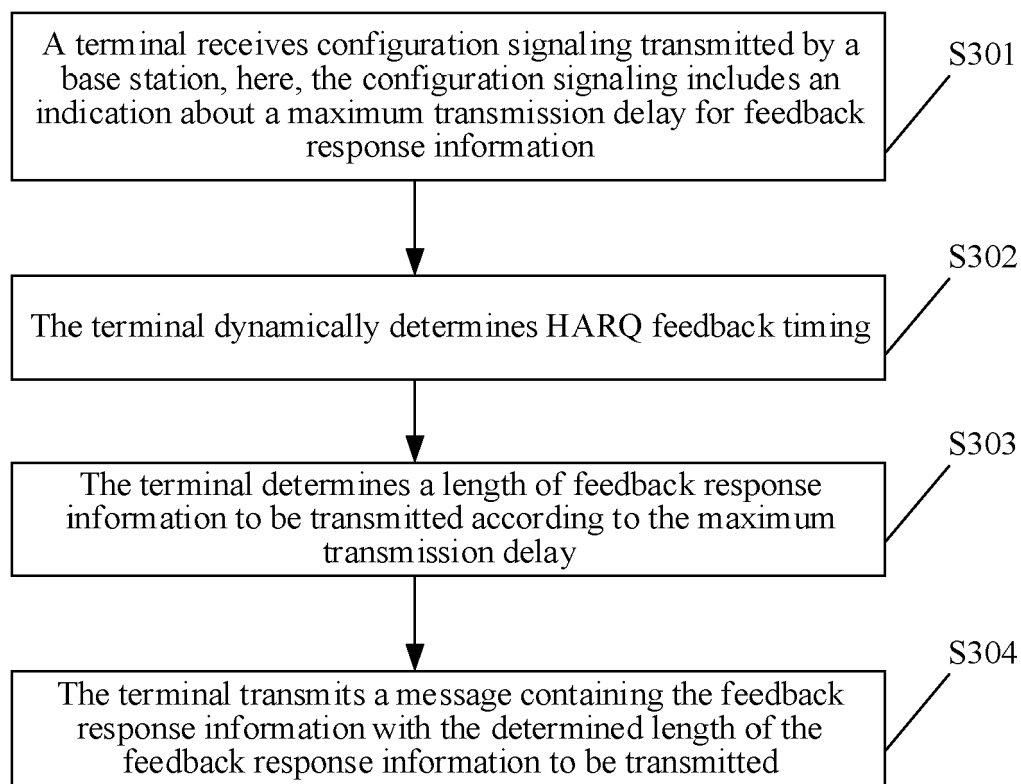 A terminal receives configuration signaling transmitted by a
base station, here, the configuration signaling includes an
indication about a maximum transmission delay for feedback
response information
S301
The terminal dynamically determines HARQ feedback timing
S302
The terminal determines a length of feedback response
information to be transmitted according to the maximum
transmission delay
S303
The terminal transmits a message containing the feedback
response information with the determined length of the
feedback response information to be transmitted
S304